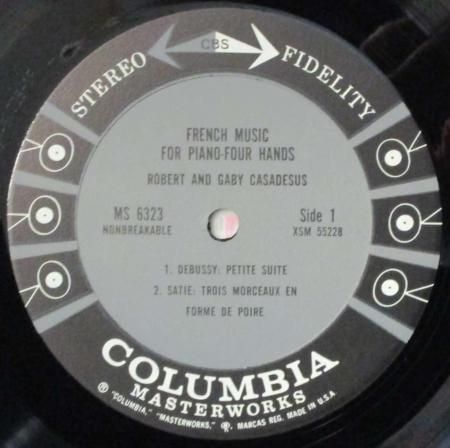 CBS
STEREO FIDELITY
FRENCH MUSIC
FOR PIANO-FOUR HANDS
ROBERT AND GABY CASADESUS
MS 6323 Side 1
NONBREAKABLE XSM 55228
1. DEBUSSY: PETITE SUITE
2. SATIE: TROIS MORCEAUX EN
FORME DE POIRE
COLUMBIA
MASTERWORKS
® "COLUMBIA," "MASTERWORKS," MARCAS REG. MADE IN U.S.A